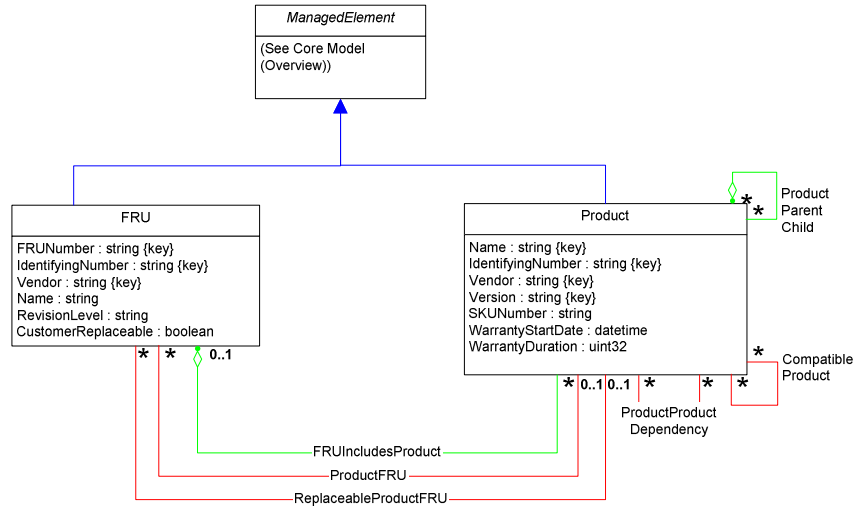 ManagedElement
(See Core Model
(Overview))
FRU
FRUNumber : string {key}
IdentifyingNumber : string {key}
Vendor : string {key}
Name : string
RevisionLevel : string
CustomerReplaceable : boolean
Product
Name : string {key}
IdentifyingNumber : string {key}
Vendor : string {key}
Version : string {key}
SKUNumber : string
WarrantyStartDate : datetime
WarrantyDuration : uint32
*
*
Product
Parent
Child
*
Compatible
Product
* * 0..1
* 0..1 0..1 * * *
ProductProduct
Dependency
FRUIncludesProduct
ProductFRU
ReplaceableProductFRU